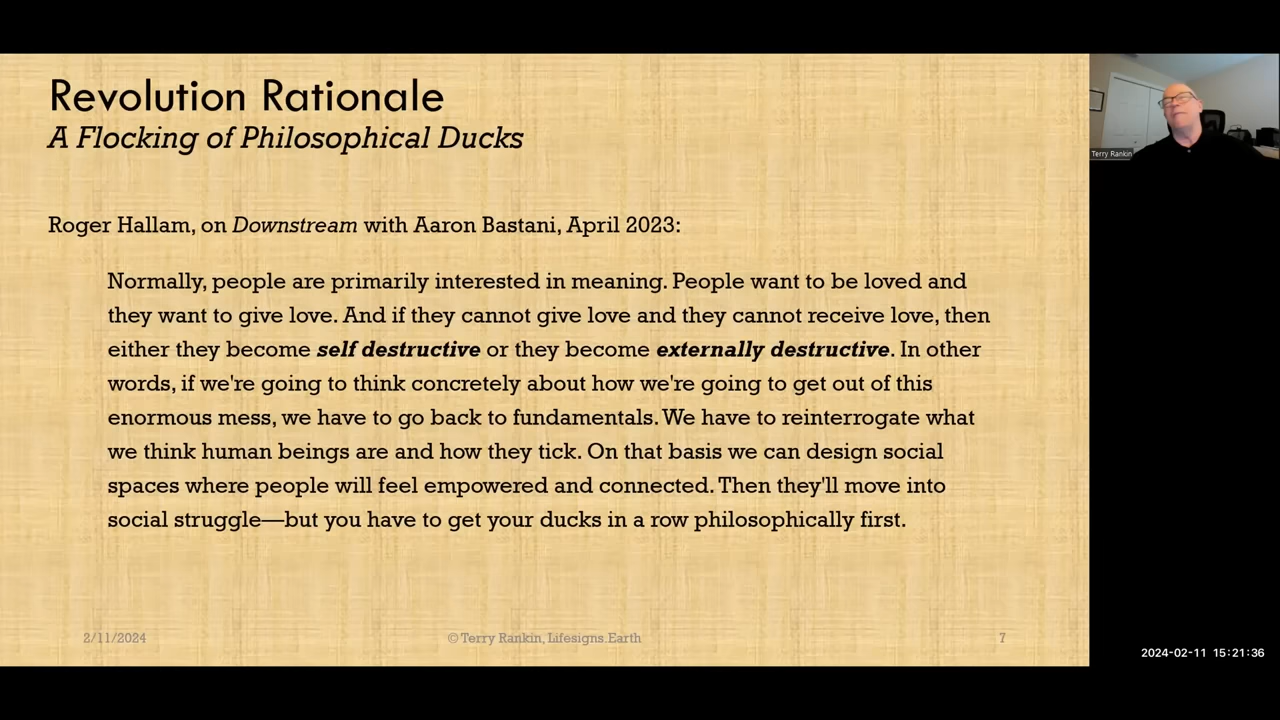 Revolution Rationale
A Flocking of Philosophical Ducks
Roger Hallam, on Downstream with Aaron Bastani, April 2023:
Normally, people are primarily interested in meaning. People want to be loved and
they want to give love. And if they cannot give love and they cannot receive love, then
either they become self destructive or they become externally destructive. In other
words, if we're going to think concretely about how we're going to get out of this
enormous mess, we have to go back to fundamentals. We have to reinterrogate what
we think human beings are and how they tick. On that basis we can design social
spaces where people will feel empowered and connected. Then they'll move into
social struggle—but you have to get your ducks in a row philosophically first.
2/11/2024
© Terry Rankin, Lifesigns.Earth
7
Terry Rankin
2024-02-11 15:21:36